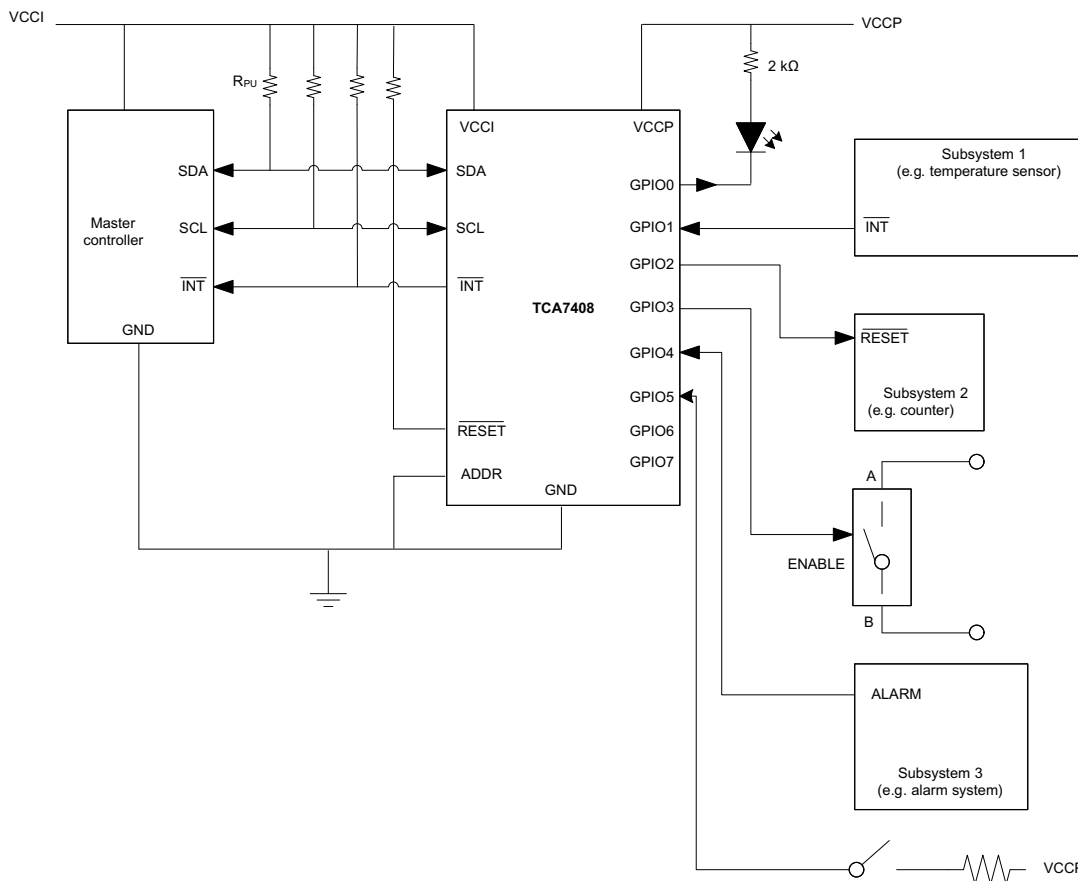 VCCI
VCCP
2 kΩ
RPU
VCCI
VCCP
SDA
SDA
GPIO0
Subsystem 1
(e.g. temperature sensor)
Master
controller
SCL
SCL
GPIO1
INT
INT
INT
GPIO2
TCA7408
GPIO3
GND
RESET
GPIO4
GPIO5
Subsystem 2
(e.g. counter)
RESET
GPIO6
ADDR
GPIO7
GND
A
ENABLE
B
ALARM
Subsystem 3
(e.g. alarm system)
VCCP